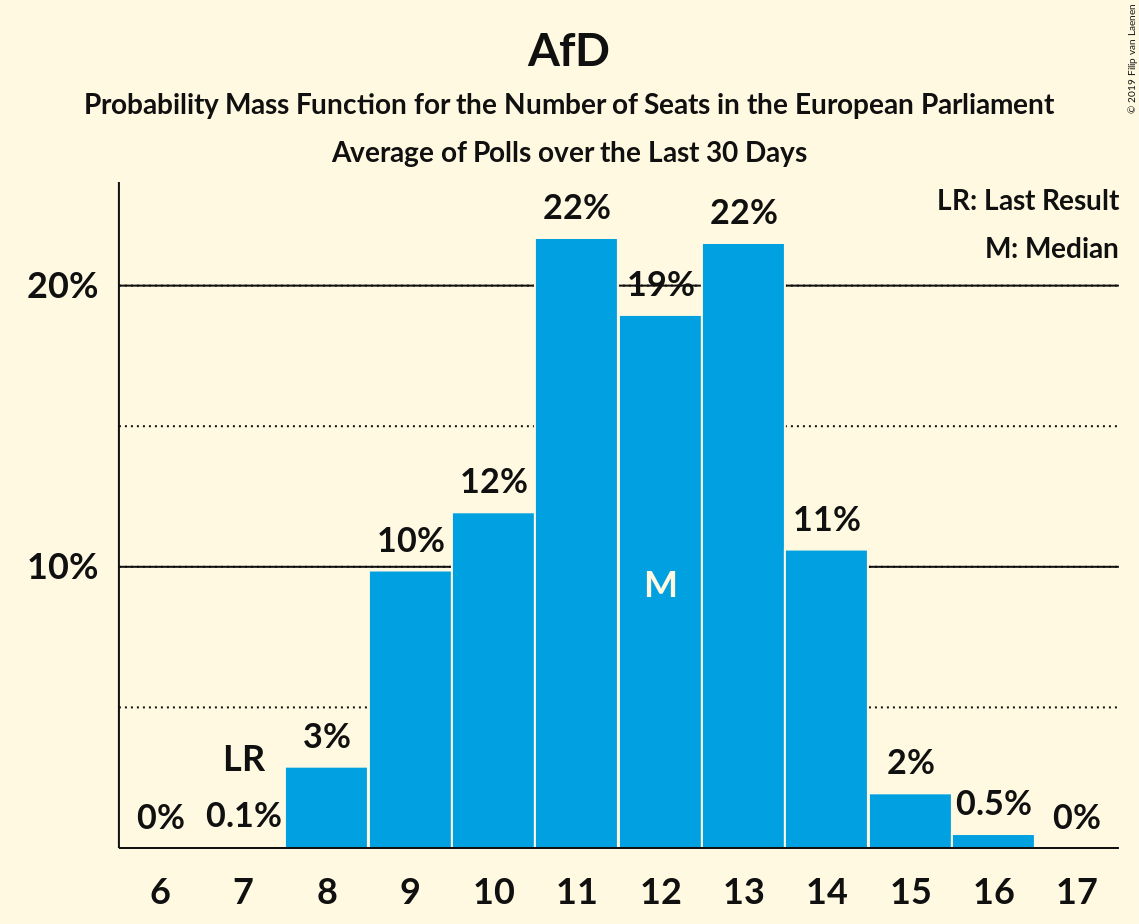 AfD
Probability Mass Function for the Number of Seats in the European Parliament
Average of Polls over the Last 30 Days
© 2019 Filip van Laenen
LR: Last Result
M: Median
22%
22%
20%
19%
12%
11%
10%
10%
M
3%
LR
2%
0%
0.1%
0.5%
0%
6 7 8 9 10 11 12 13 14 15 16 17